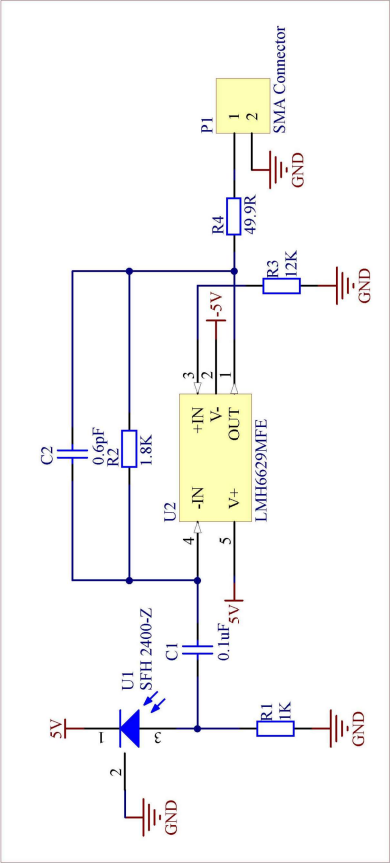 5V
1
U1
SFH 2400-Z
2
3
GND
R1
1K
GND
C1
0.1uF
C2
0.6pF
R2
1.8K
U2
4
-IN
+IN
3
V-
2
-5V
5V
5
V+
OUT
1
LMH6629MFE
R3
12K
GND
R4
49.9R
P1
1
2
SMA Connector
GND